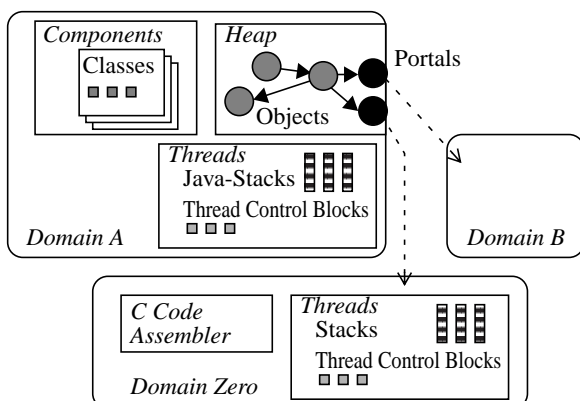 Components
Heap
Classes
Portals
Objects
Threads
Java-Stacks
Thread Control Blocks
Domain A
Domain B
C Code
Assembler
Threads
Stacks
Thread Control Blocks
Domain Zero